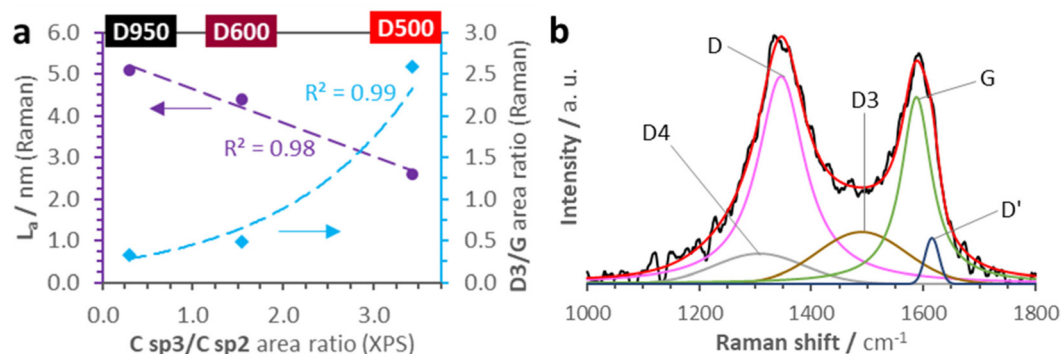 a
D950 D600 D500
6.0
5.0
4.0
3.0
2.0
1.0
0.0
Lₐ / nm (Raman)
R² = 0.99
R² = 0.98
3.0
2.5
2.0
1.5
1.0
0.5
0.0
D3/G area ratio (Raman)
0.0 1.0 2.0 3.0
C sp3/C sp2 area ratio (XPS)
b
Intensity / a. u.
D
D3
G
D4
D'
1000 1200 1400 1600 1800
Raman shift / cm⁻¹